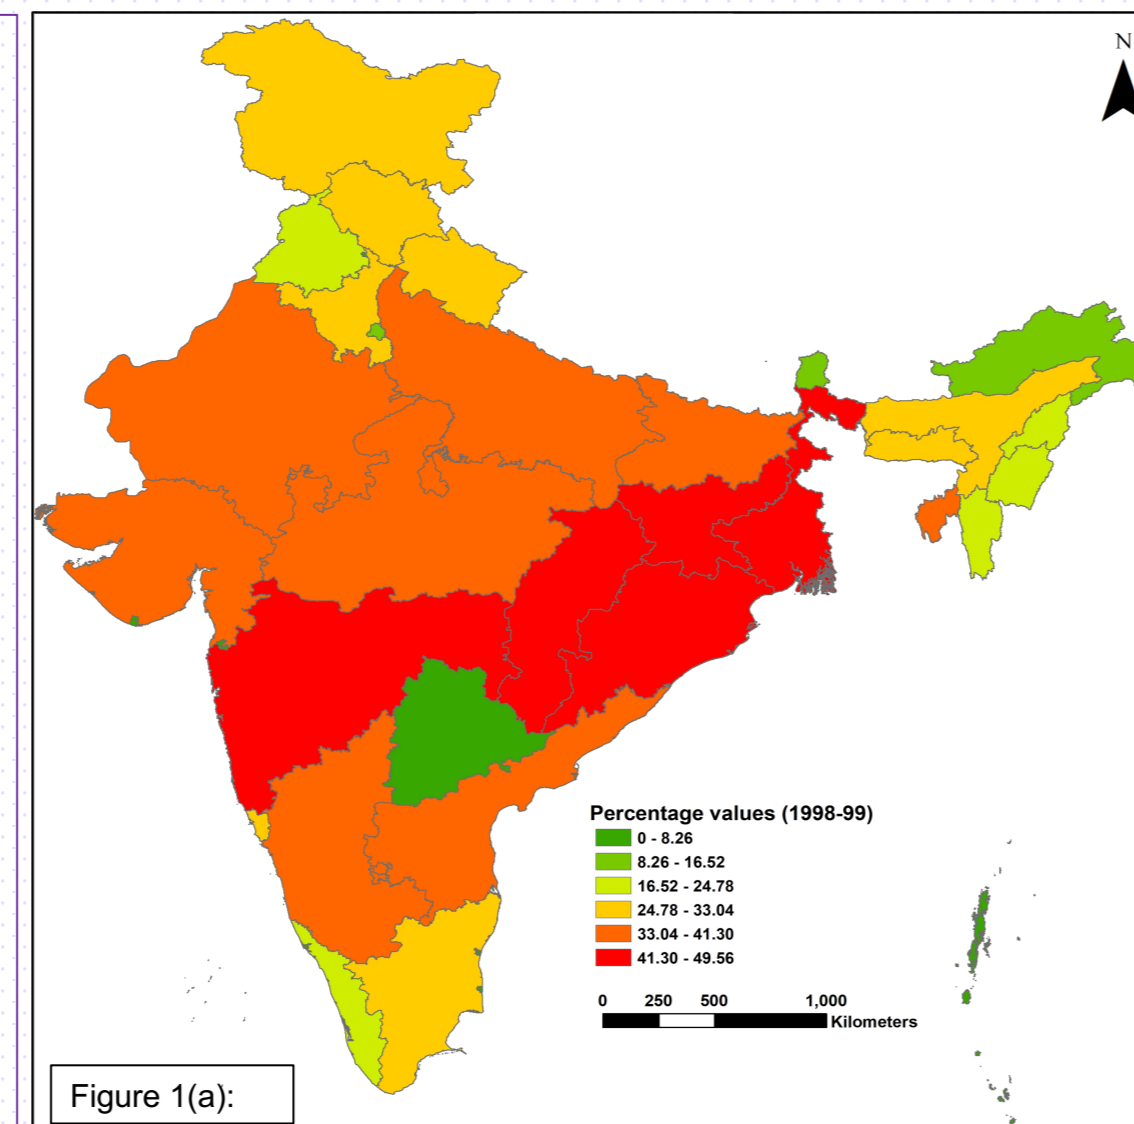 N
Percentage values (1998-99)
0 - 8.26
8.26 - 16.52
16.52 - 24.78
24.78 - 33.04
33.04 - 41.30
41.30 - 49.56
0 250 500 1,000
Kilometers
Figure 1(a):